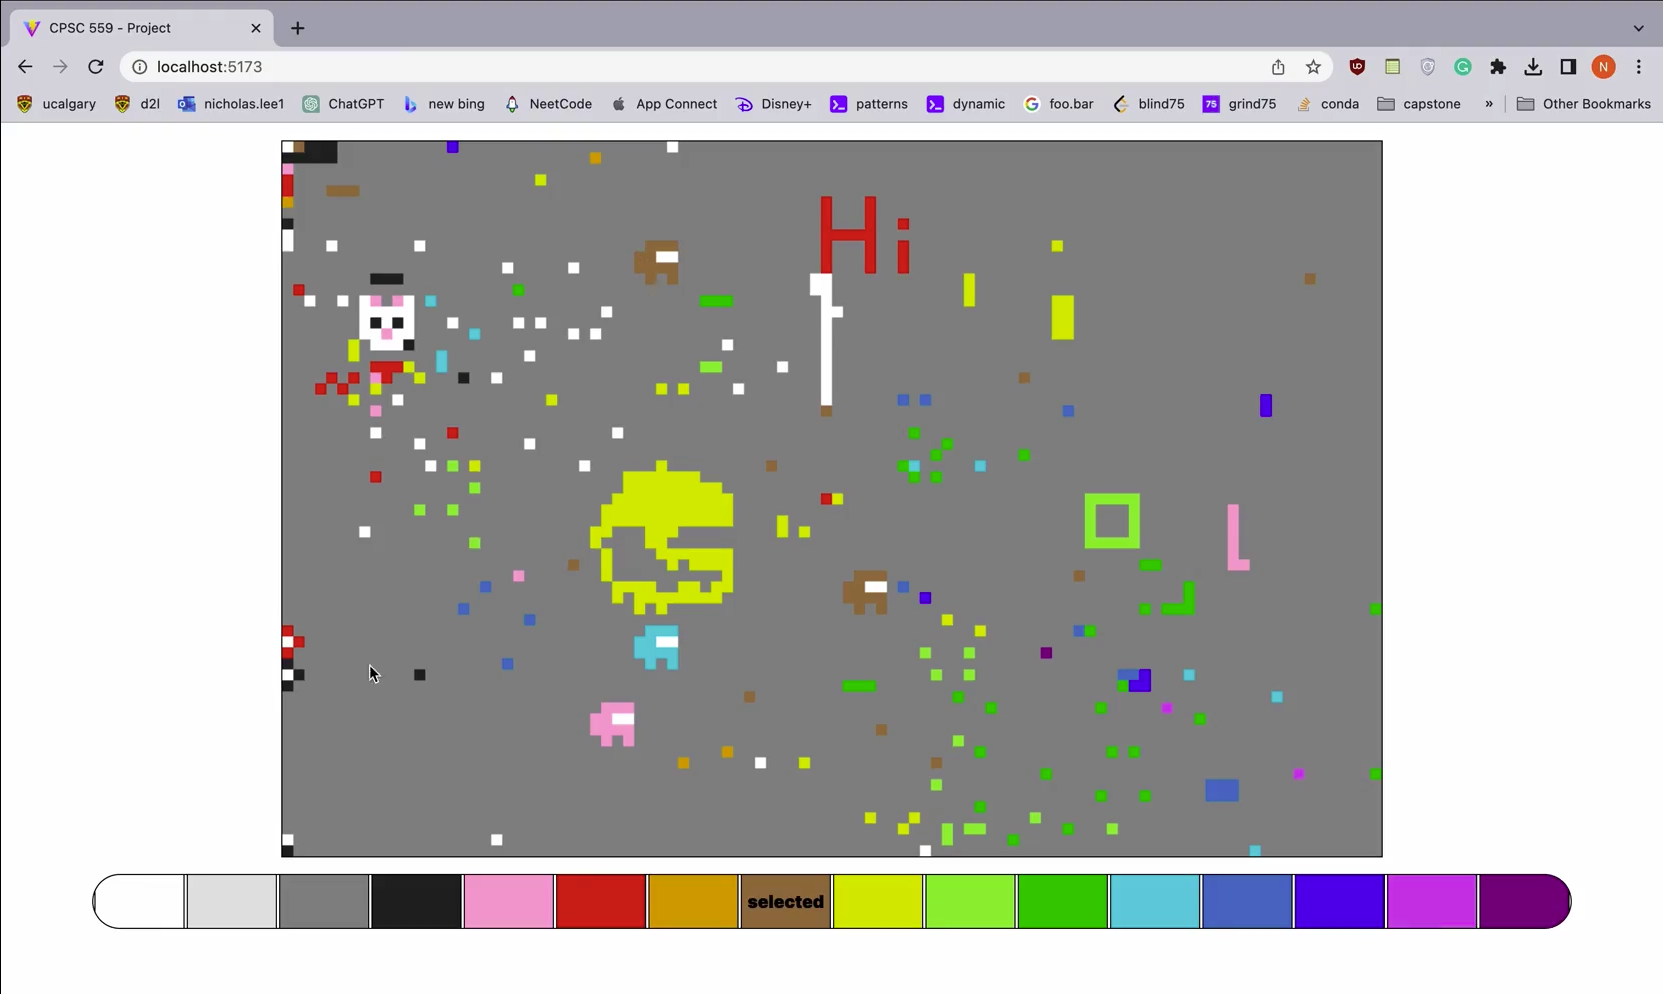 CPSC 559 - Project
localhost:5173
N
ucalgary d2l nicholas.lee1 ChatGPT new bing NeetCode App Connect Disney+ patterns dynamic foo.bar blind75 75 grind75 conda capstone » Other Bookmarks
Hi
selected